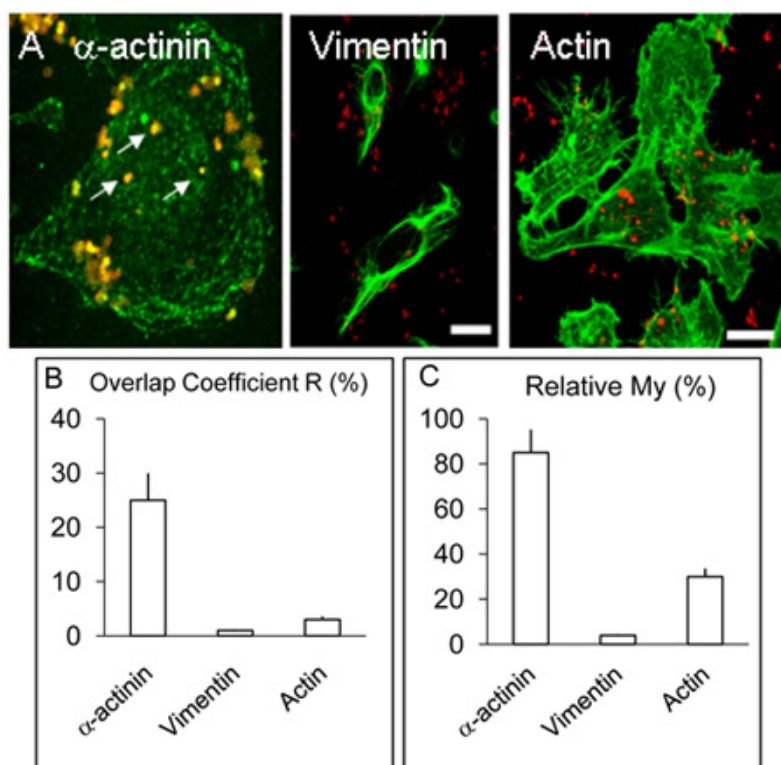 A α-actinin
Vimentin
Actin
B Overlap Coefficient R (%)
40
30
20
10
0
α-actinin
Vimentin
Actin
C Relative My (%)
100
80
60
40
20
0
α-actinin
Vimentin
Actin